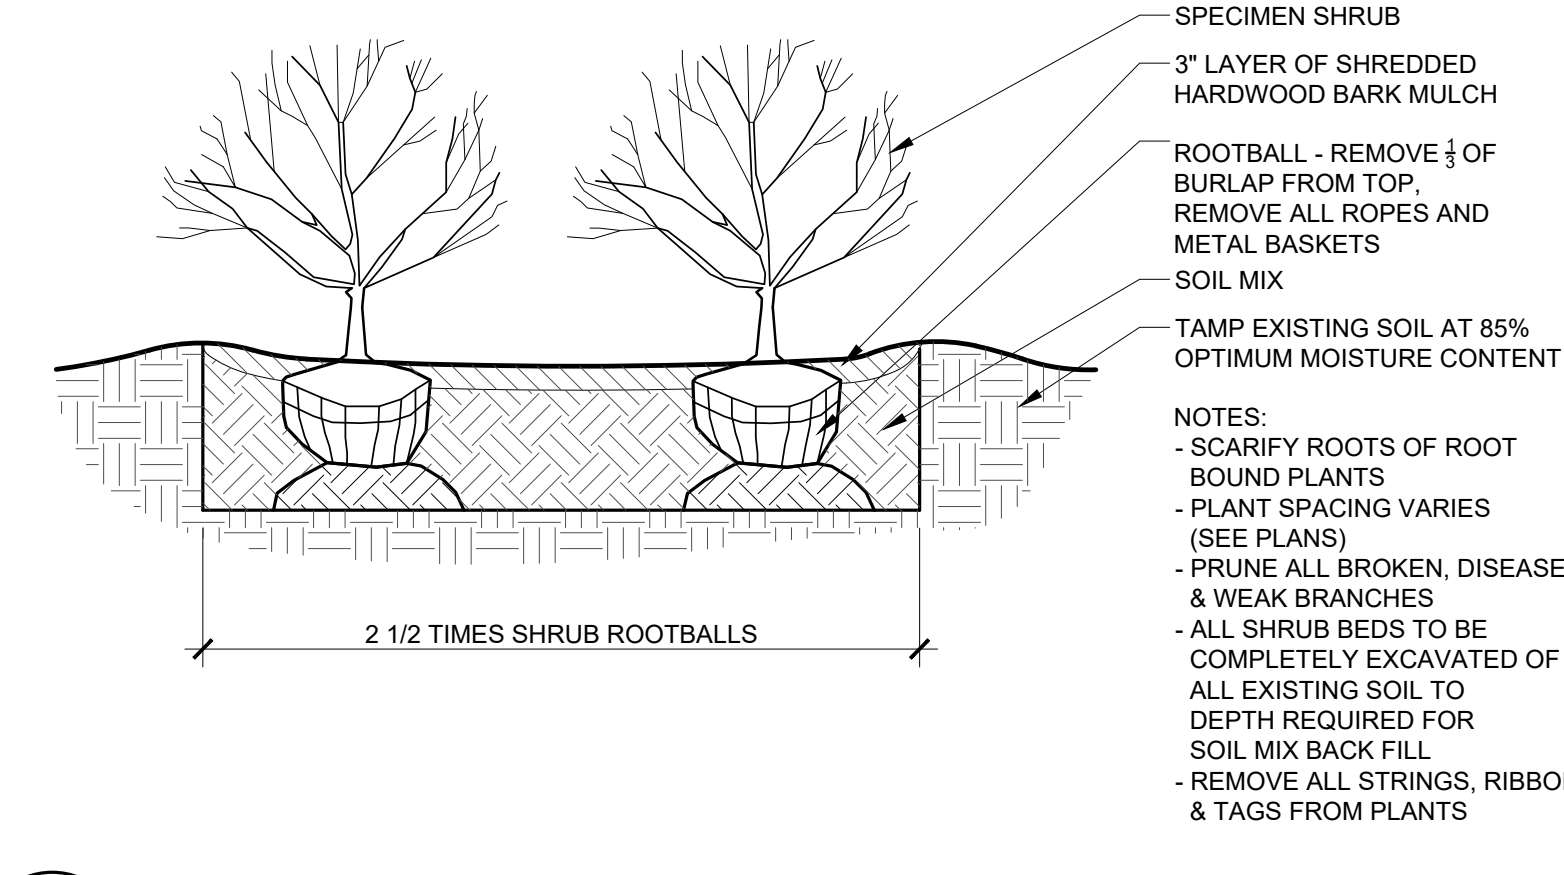 SPECIMEN SHRUB
3" LAYER OF SHREDDED
HARDWOOD BARK MULCH
ROOTBALL - REMOVE 1/3 OF
BURLAP FROM TOP,
REMOVE ALL ROPES AND
METAL BASKETS
SOIL MIX
TAMP EXISTING SOIL AT 85%
OPTIMUM MOISTURE CONTENT
NOTES:
- SCARIFY ROOTS OF ROOT
BOUND PLANTS
- PLANT SPACING VARIES
(SEE PLANS)
- PRUNE ALL BROKEN, DISEASE
& WEAK BRANCHES
- ALL SHRUB BEDS TO BE
COMPLETELY EXCAVATED OF
ALL EXISTING SOIL TO
DEPTH REQUIRED FOR
SOIL MIX BACK FILL
- REMOVE ALL STRINGS,
& TAGS FROM PLANTS
2 1/2 TIMES SHRUB ROOTBALLS